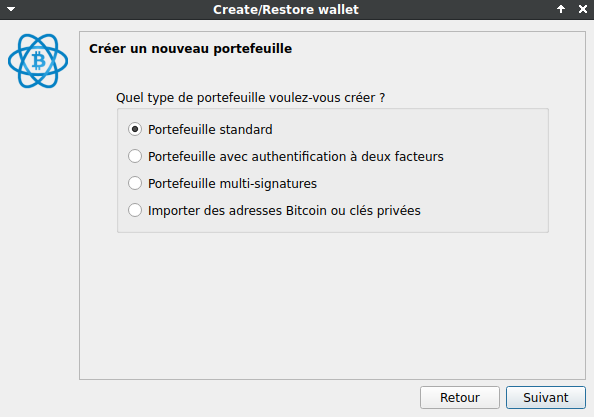 Create/Restore wallet
Créer un nouveau portefeuille
Quel type de portefeuille voulez-vous créer ?
Portefeuille standard
Portefeuille avec authentification à deux facteurs
Portefeuille multi-signatures
Importer des adresses Bitcoin ou clés privées
Retour
Suivant